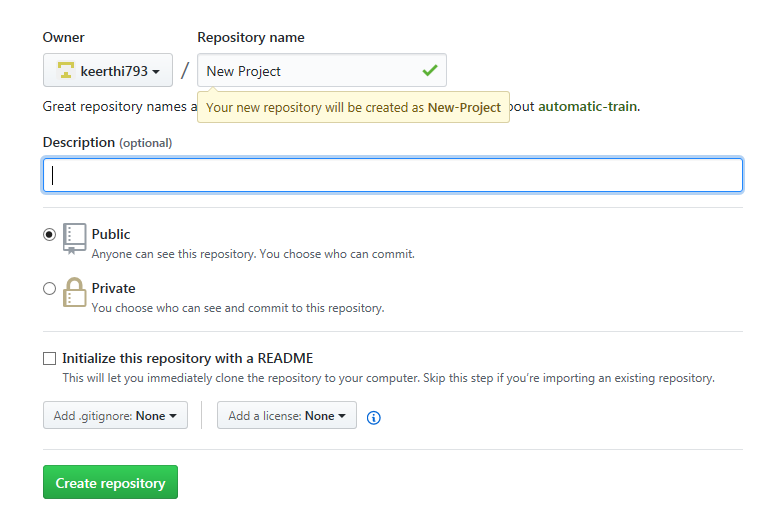 Owner
Repository name
keerthi793 / New Project
Great repository names a
Your new repository will be created as New-Project
bout automatic-train.
Description (optional)
Public
Anyone can see this repository. You choose who can commit.
Private
You choose who can see and commit to this repository.
Initialize this repository with a README
This will let you immediately clone the repository to your computer. Skip this step if you’re importing an existing repository.
Add .gitignore: None
Add a license: None
Create repository